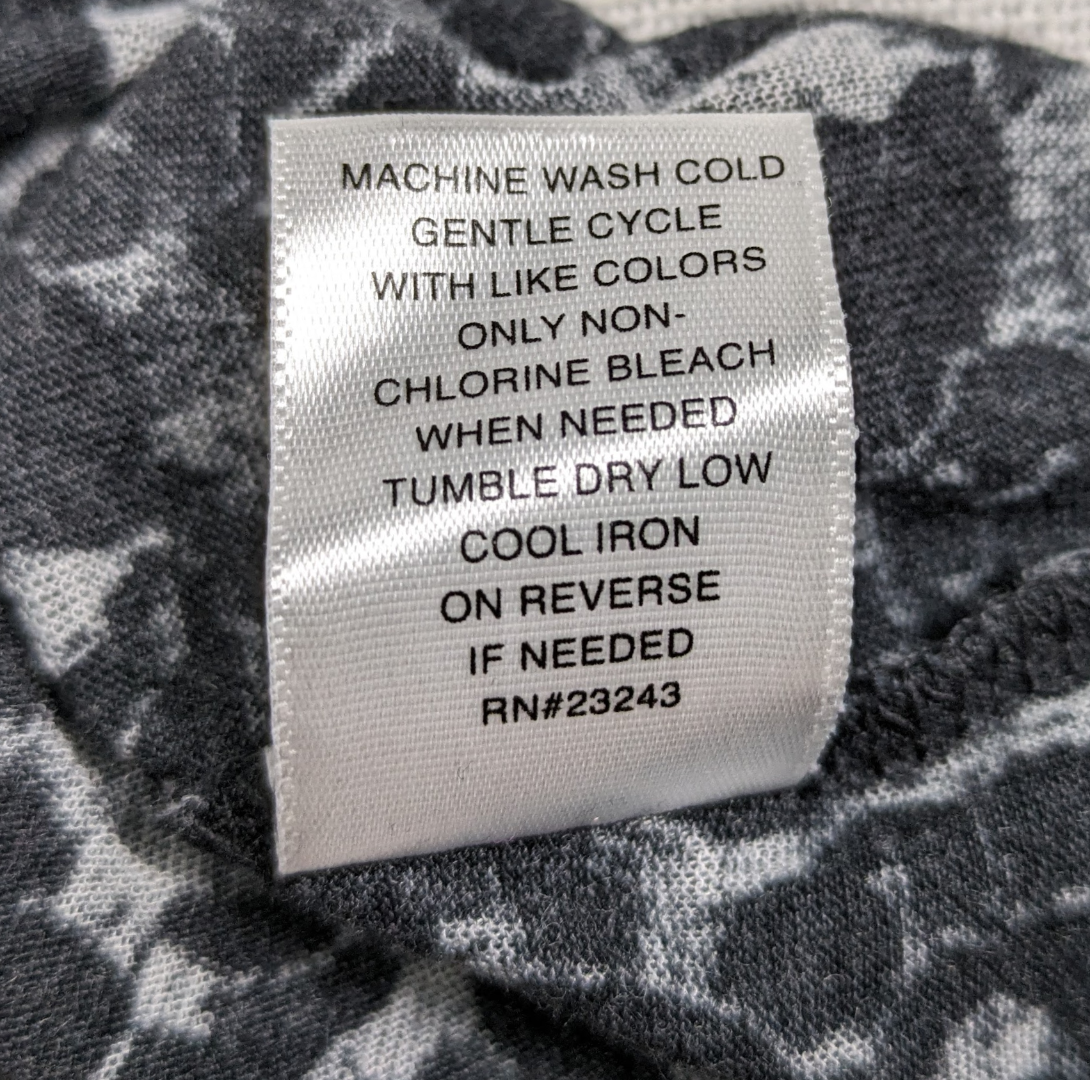 MACHINE WASH COLD
GENTLE CYCLE
WITH LIKE COLORS
ONLY NON-
CHLORINE BLEACH
WHEN NEEDED
TUMBLE DRY LOW
COOL IRON
ON REVERSE
IF NEEDED
RN#23243